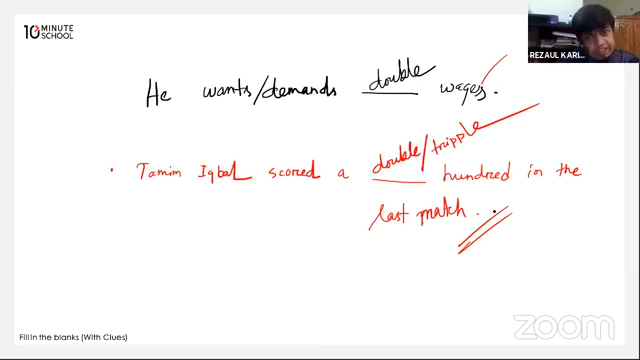 10 MINUTE SCHOOL
REZAUL KARI...
He wants/demands double wages.
• Tamim Iqbal scored a double/tripple hundred in the
last match.
Fill in the blanks (With Clues)
zoom